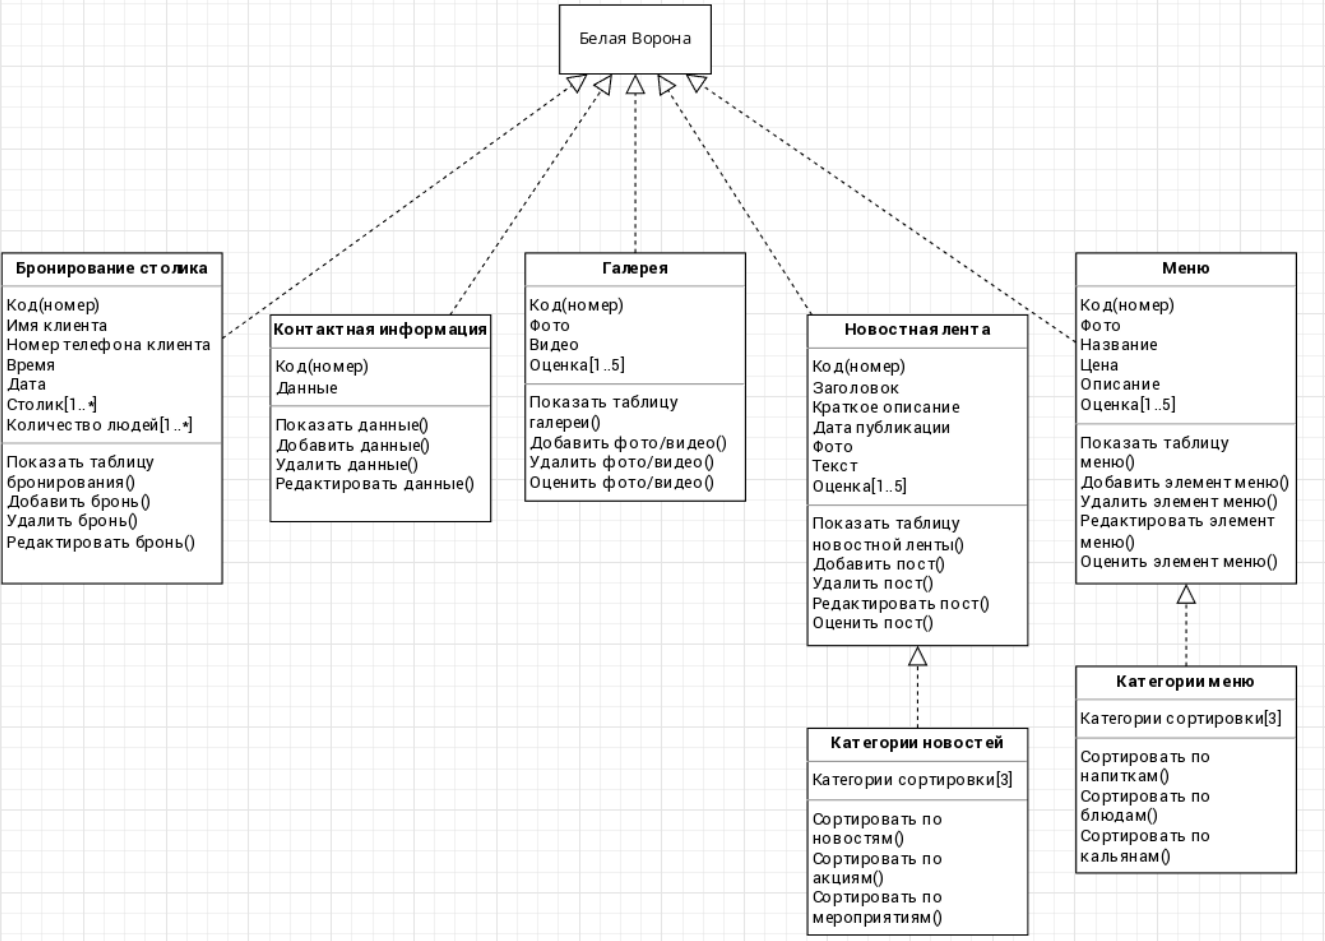 Белая Ворона
Бронирование столика
Код(номер)
Имя клиента
Номер телефона клиента
Время
Дата
Столик[1..*]
Количество людей[1..*]
Показать таблицу
бронирования()
Добавить бронь()
Удалить бронь()
Редактировать бронь()
Контактная информация
Код(номер)
Данные
Показать данные()
Добавить данные()
Удалить данные()
Редактировать данные()
Галерея
Код(номер)
Фото
Видео
Оценка[1..5]
Показать таблицу
галереи()
Добавить фото/видео()
Удалить фото/видео()
Оценить фото/видео()
Новостная лента
Код(номер)
Заголовок
Краткое описание
Дата публикации
Фото
Текст
Оценка[1..5]
Показать таблицу
новостной ленты()
Добавить пост()
Удалить пост()
Редактировать пост()
Оценить пост()
Меню
Код(номер)
Фото
Название
Цена
Описание
Оценка[1..5]
Показать таблицу
меню()
Добавить элемент меню()
Удалить элемент меню()
Редактировать элемент
меню()
Оценить элемент меню()
Категории новостей
Категории сортировки[3]
Сортировать по
новостям()
Сортировать по
акциям()
Сортировать по
мероприятиям()
Категории меню
Категории сортировки[3]
Сортировать по
напиткам()
Сортировать по
блюдам()
Сортировать по
кальянам()